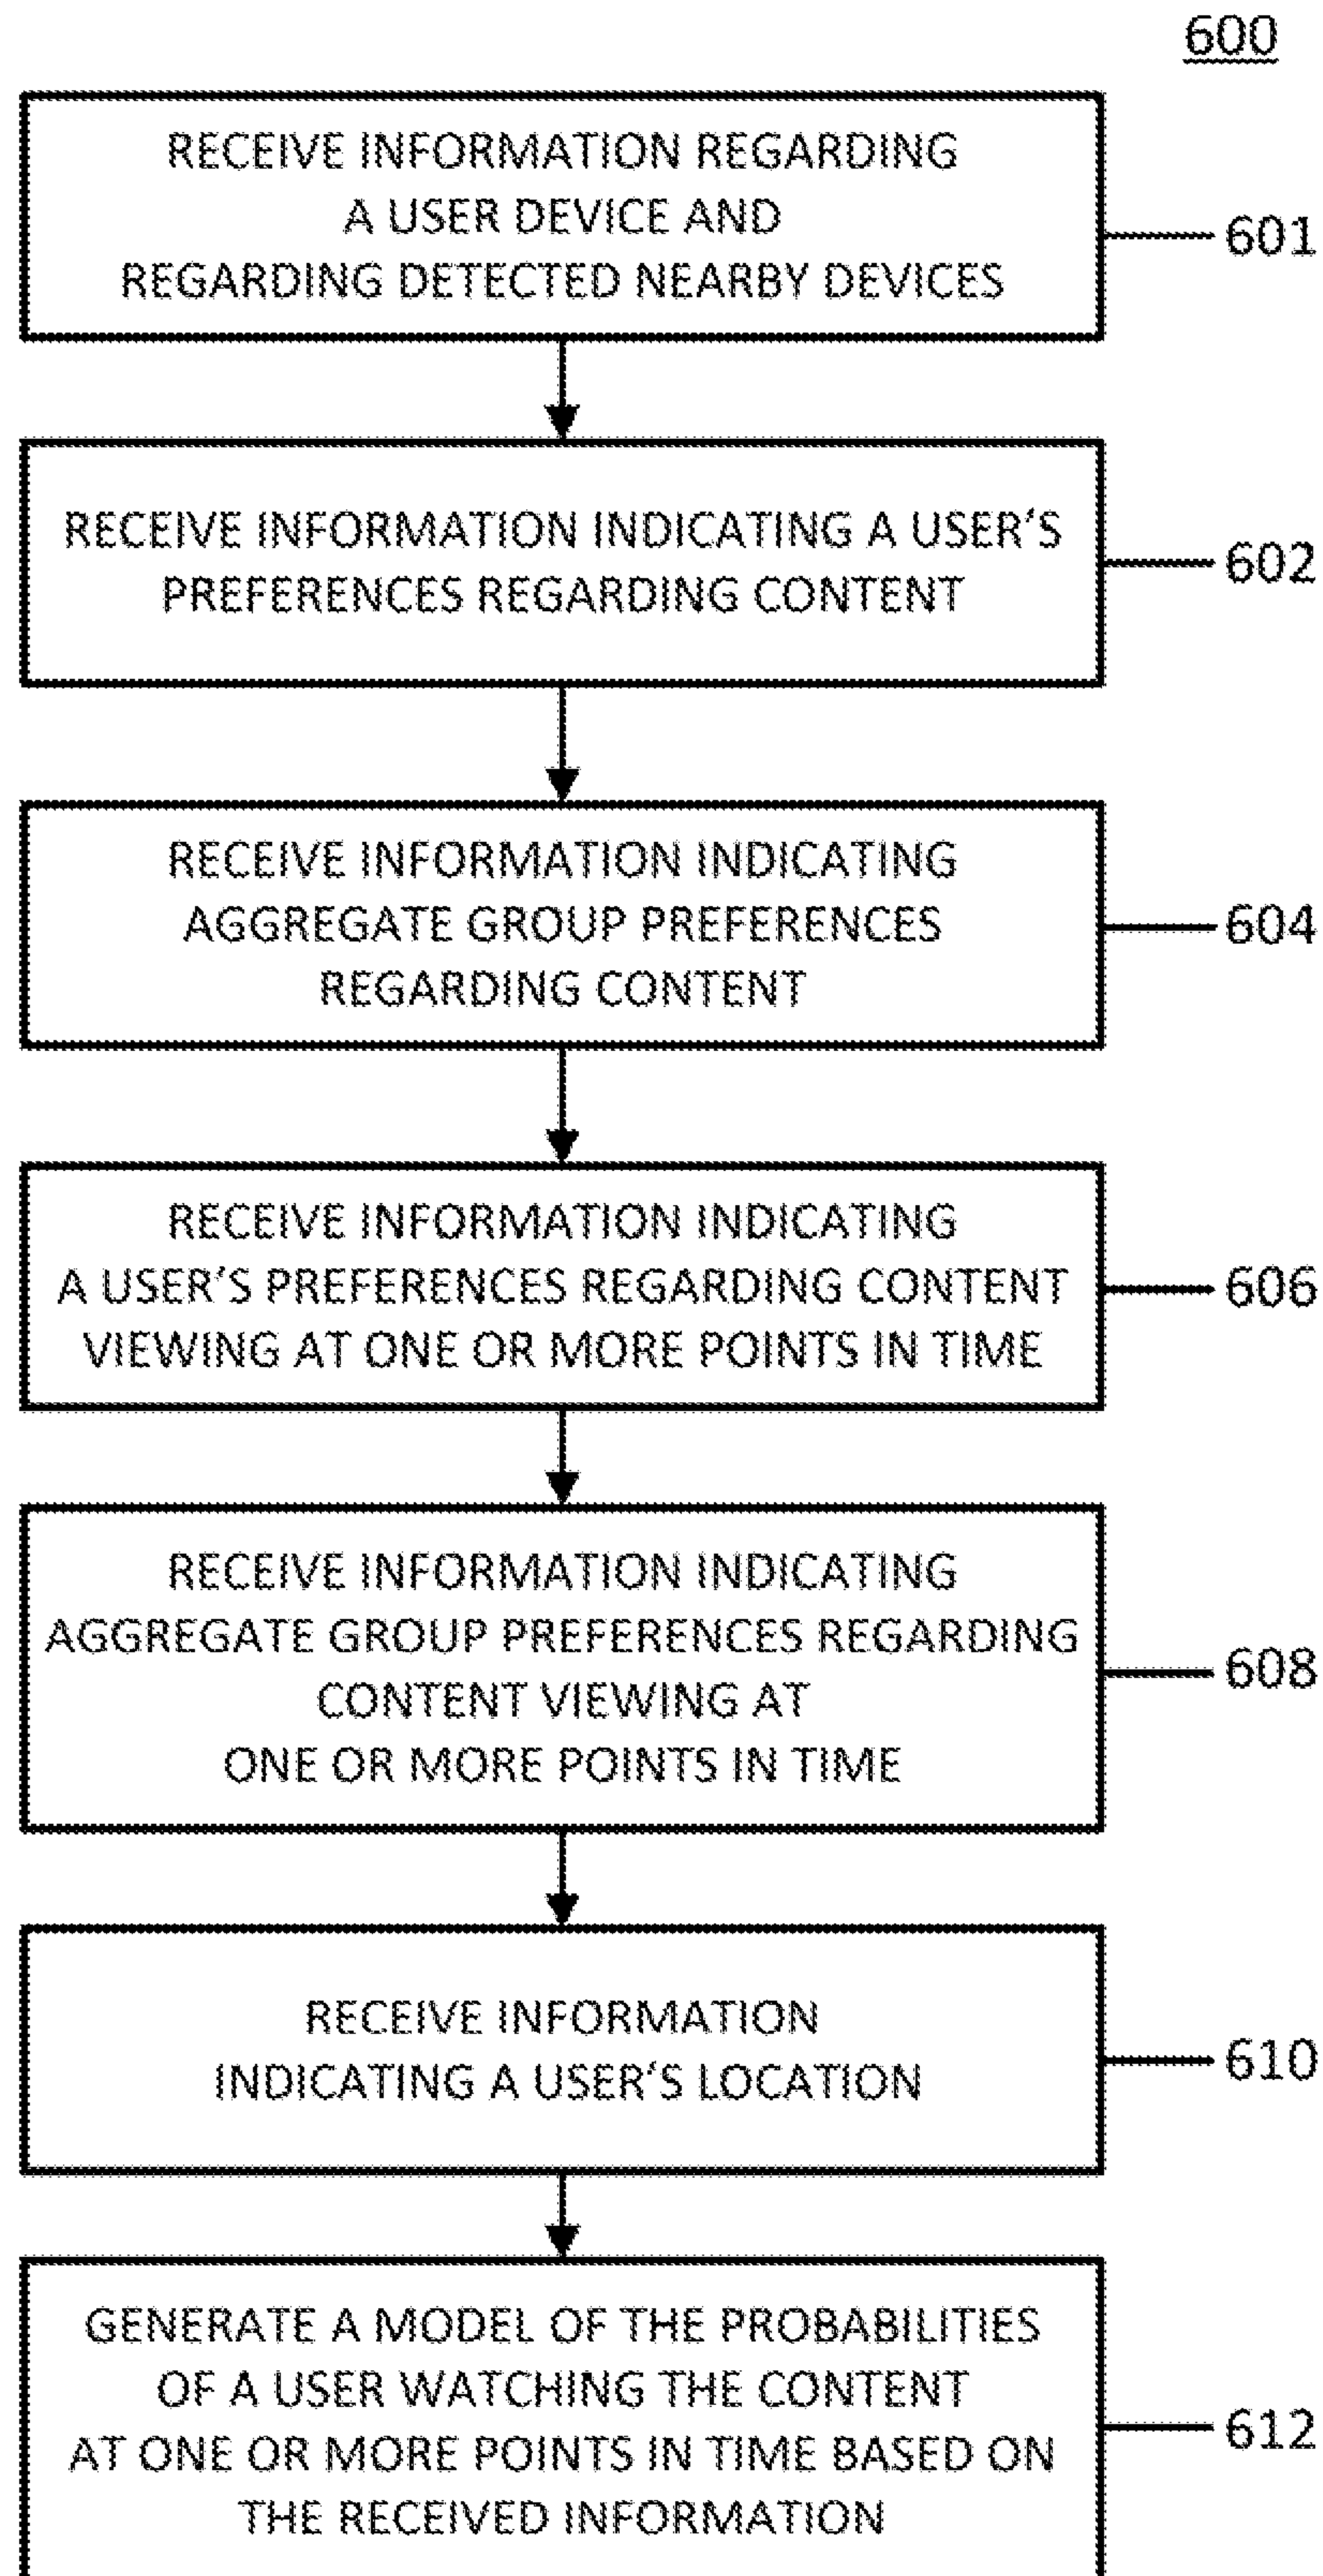 600
RECEIVE INFORMATION REGARDING
A USER DEVICE AND
REGARDING DETECTED NEARBY DEVICES
601
RECEIVE INFORMATION INDICATING A USER'S
PREFERENCES REGARDING CONTENT
602
RECEIVE INFORMATION INDICATING
AGGREGATE GROUP PREFERENCES
REGARDING CONTENT
604
RECEIVE INFORMATION INDICATING
A USER'S PREFERENCES REGARDING CONTENT
VIEWING AT ONE OR MORE POINTS IN TIME
606
RECEIVE INFORMATION INDICATING
AGGREGATE GROUP PREFERENCES REGARDING
CONTENT VIEWING AT
ONE OR MORE POINTS IN TIME
608
RECEIVE INFORMATION
INDICATING A USER'S LOCATION
610
GENERATE A MODEL OF THE PROBABILITIES
OF A USER WATCHING THE CONTENT
AT ONE OR MORE POINTS IN TIME BASED ON
THE RECEIVED INFORMATION
612